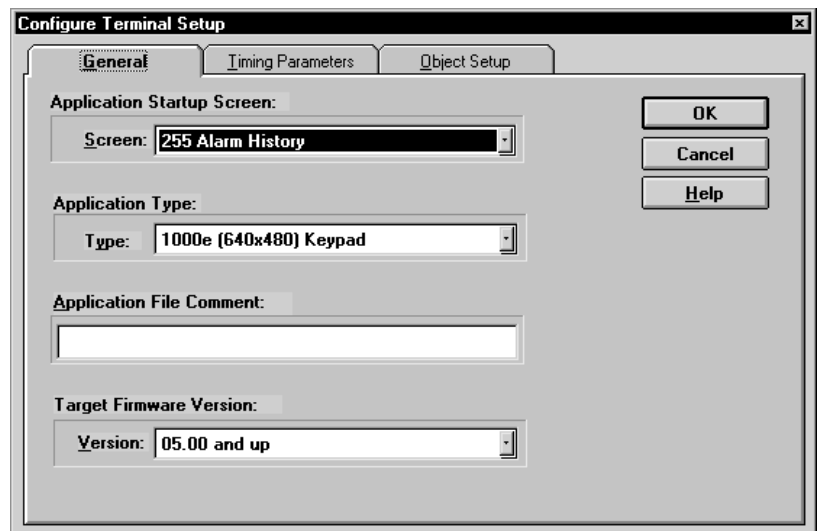 Configure Terminal Setup
General Timing Parameters Object Setup
Application Startup Screen:
Screen: 255 Alarm History
OK
Cancel
Help
Application Type:
Type: 1000e (640x480) Keypad
Application File Comment:
Target Firmware Version:
Version: 05.00 and up